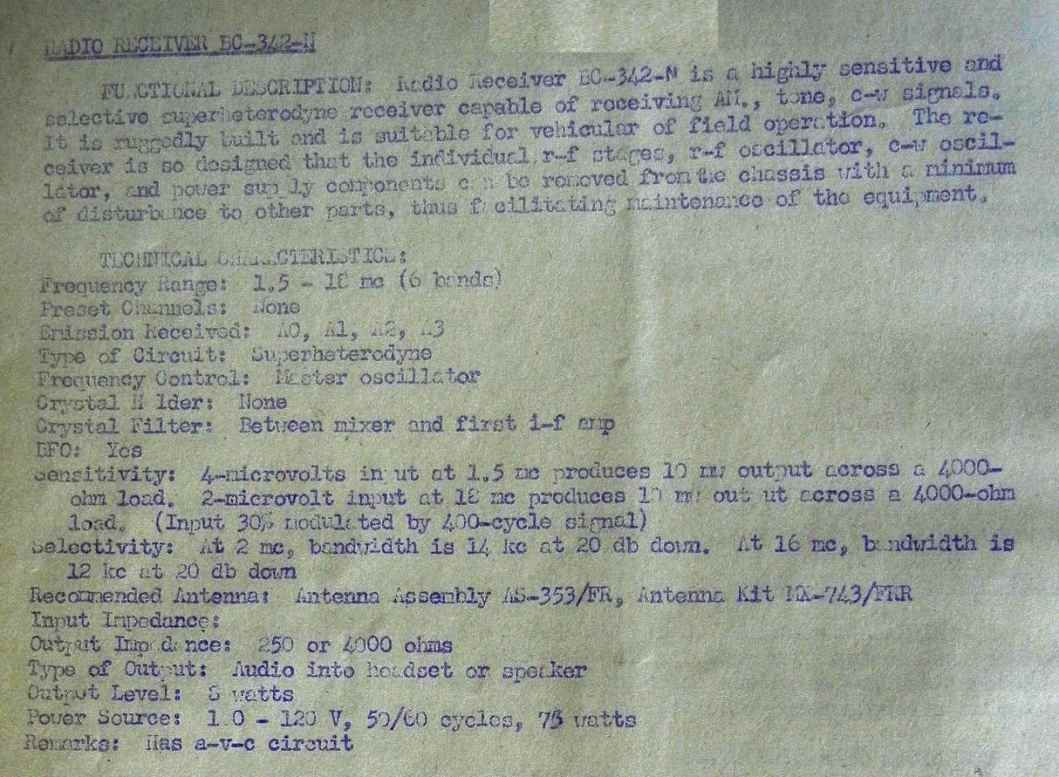 RADIO RECEIVER BC-342-N
FUNCTIONAL DESCRIPTION: Radio Receiver BC-342-N is a highly sensitive and
selective superheterodyne receiver capable of receiving AM., tone, c-w signals.
It is ruggedly built and is suitable for vehicular of field operation. The re-
ceiver is so designed that the individual r-f stages, r-f oscillator, c-w oscil-
lator, and power supply components can be removed from the chassis with a minimum
of disturbance to other parts, thus facilitating maintenance of the equipment.
TECHNICAL CHARACTERISTICS:
Frequency Range: 1.5 - 18 mc (6 bands)
Preset Channels: None
Emission Received: A0, A1, A2, A3
Type of Circuit: Superheterodyne
Frequency Control: Master oscillator
Crystal Holder: None
Crystal Filter: Between mixer and first i-f amp
BFO: Yes
Sensitivity: 4-microvolts input at 1.5 mc produces 10 mw output across a 4000-
ohm load. 2-microvolt input at 18 mc produces 10 mw output across a 4000-ohm
load. (Input 30% modulated by 400-cycle signal)
Selectivity: At 2 mc, bandwidth is 14 kc at 20 db down. At 16 mc, bandwidth is
12 kc at 20 db down
Recommended Antenna: Antenna Assembly AS-353/FR, Antenna Kit MX-743/FRR
Input Inpedance:
Output Impedance: 250 or 4000 ohms
Type of Output: Audio into headset or speaker
Output Level: watts
Power Source: - 120 V, 50/60 cycles, watts
Remarks: Has a-v-c circuit